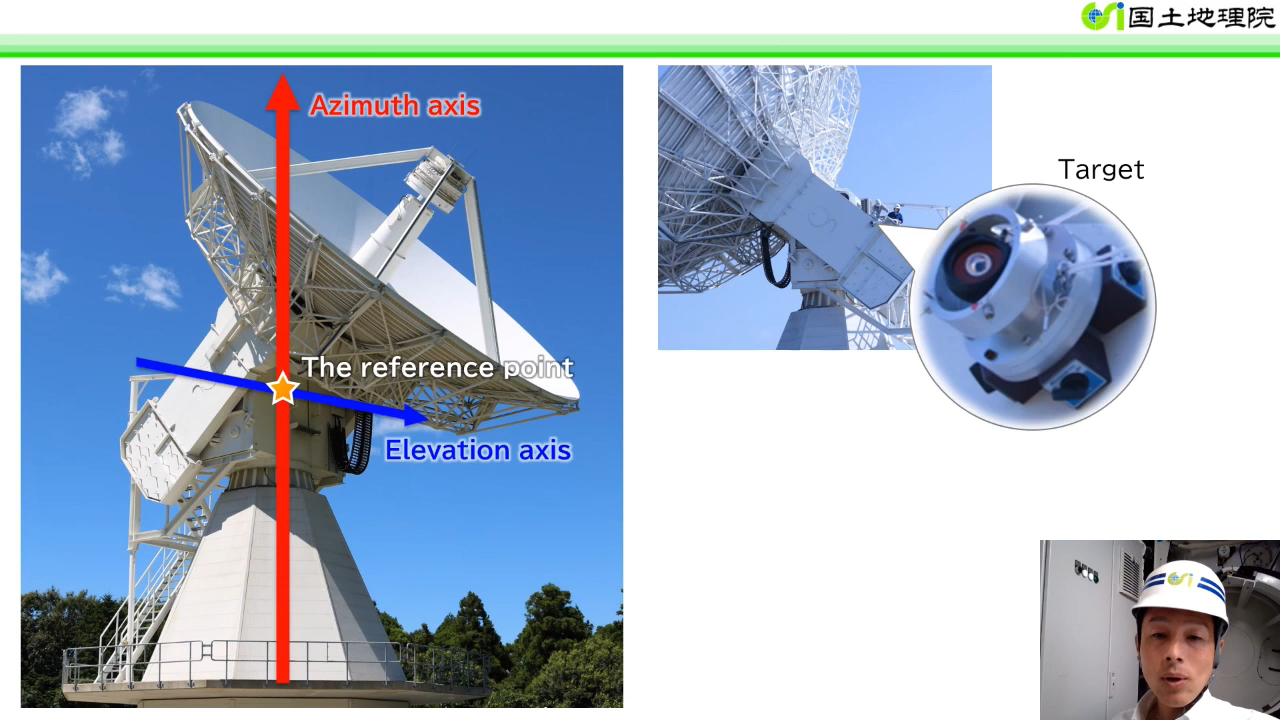 国土地理院
Azimuth axis
Target
The reference point
Elevation axis